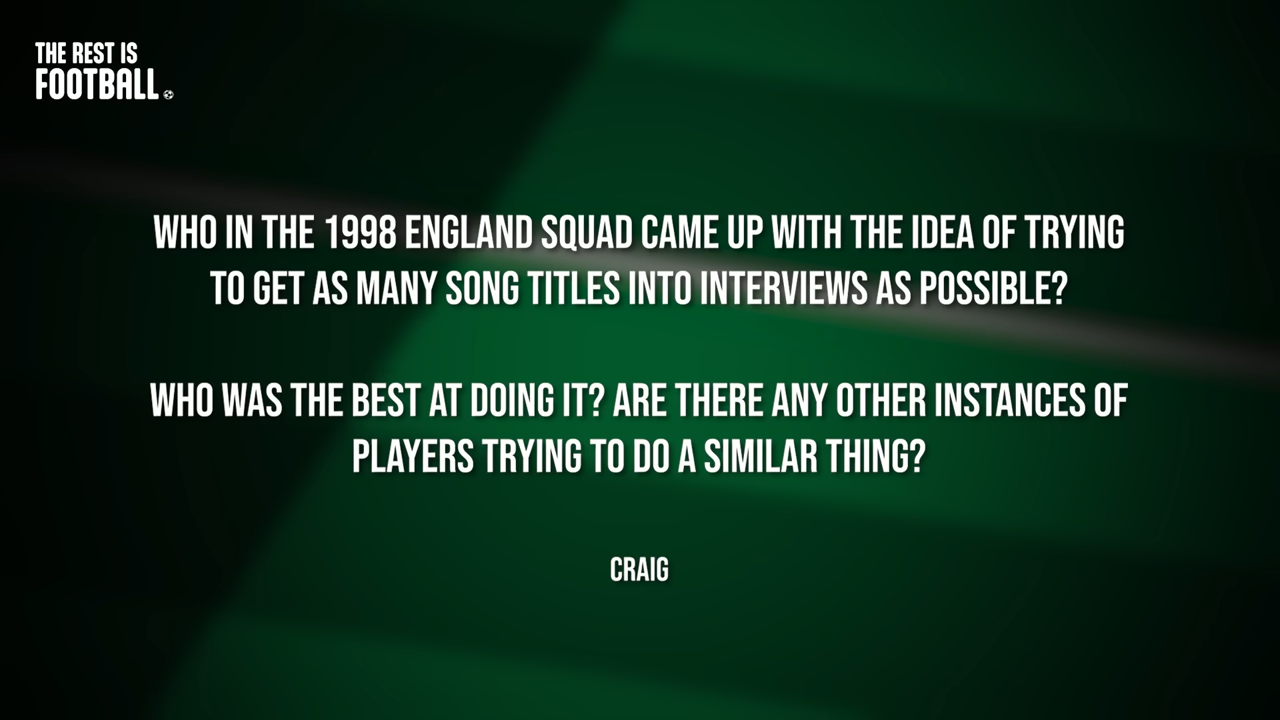 THE REST IS
FOOTBALL
WHO IN THE 1998 ENGLAND SQUAD CAME UP WITH THE IDEA OF TRYING
TO GET AS MANY SONG TITLES INTO INTERVIEWS AS POSSIBLE?
WHO WAS THE BEST AT DOING IT? ARE THERE ANY OTHER INSTANCES OF
PLAYERS TRYING TO DO A SIMILAR THING?
CRAIG